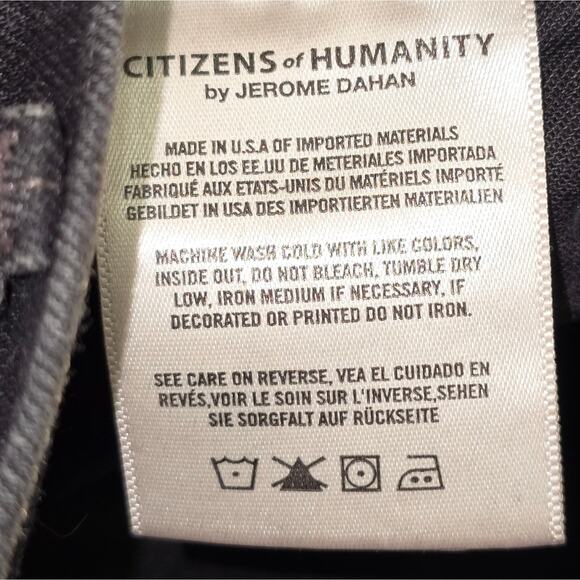 CITIZENS of HUMANITY
by JEROME DAHAN
MADE IN U.S.A OF IMPORTED MATERIALS
HECHO EN LOS EE.UU DE METERIALES IMPORTADA
FABRIQUÉ AUX ETATS-UNIS DU MATÉRIELS IMPORTÉ
GEBILDET IN USA DES IMPORTIERTEN MATERIALIEN
MACHINE WASH COLD WITH LIKE COLORS,
INSIDE OUT, DO NOT BLEACH, TUMBLE DRY
LOW, IRON MEDIUM IF NECESSARY, IF
DECORATED OR PRINTED DO NOT IRON.
SEE CARE ON REVERSE, VEA EL CUIDADO EN
REVÉS,VOIR LE SOIN SUR L'INVERSE,SEHEN
SIE SORGFALT AUF RÜCKSEITE